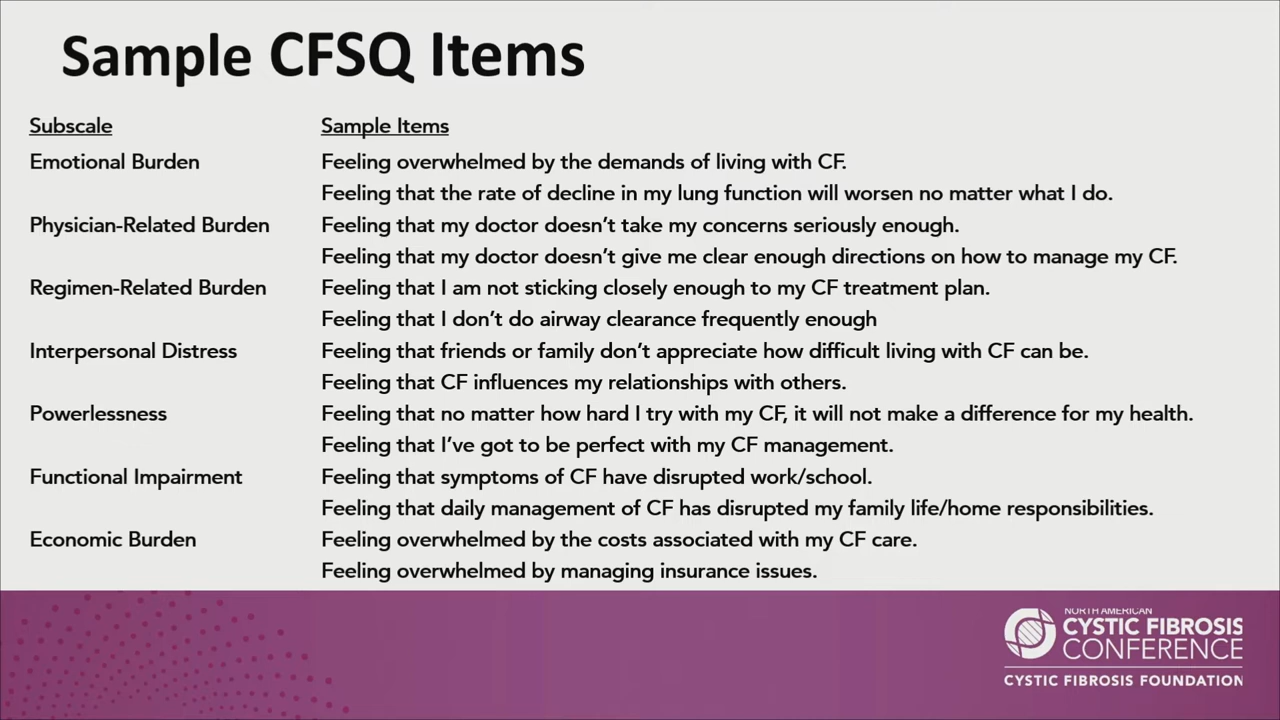 Sample CFSQ Items
Subscale Sample Items
Emotional Burden Feeling overwhelmed by the demands of living with CF.
Feeling that the rate of decline in my lung function will worsen no matter what I do.
Physician-Related Burden Feeling that my doctor doesn’t take my concerns seriously enough.
Feeling that my doctor doesn’t give me clear enough directions on how to manage my CF.
Regimen-Related Burden Feeling that I am not sticking closely enough to my CF treatment plan.
Feeling that I don’t do airway clearance frequently enough
Interpersonal Distress Feeling that friends or family don’t appreciate how difficult living with CF can be.
Feeling that CF influences my relationships with others.
Powerlessness Feeling that no matter how hard I try with my CF, it will not make a difference for my health.
Feeling that I’ve got to be perfect with my CF management.
Functional Impairment Feeling that symptoms of CF have disrupted work/school.
Feeling that daily management of CF has disrupted my family life/home responsibilities.
Economic Burden Feeling overwhelmed by the costs associated with my CF care.
Feeling overwhelmed by managing insurance issues.
NORTH AMERICAN
CYSTIC FIBROSIS
CONFERENCE
CYSTIC FIBROSIS FOUNDATION